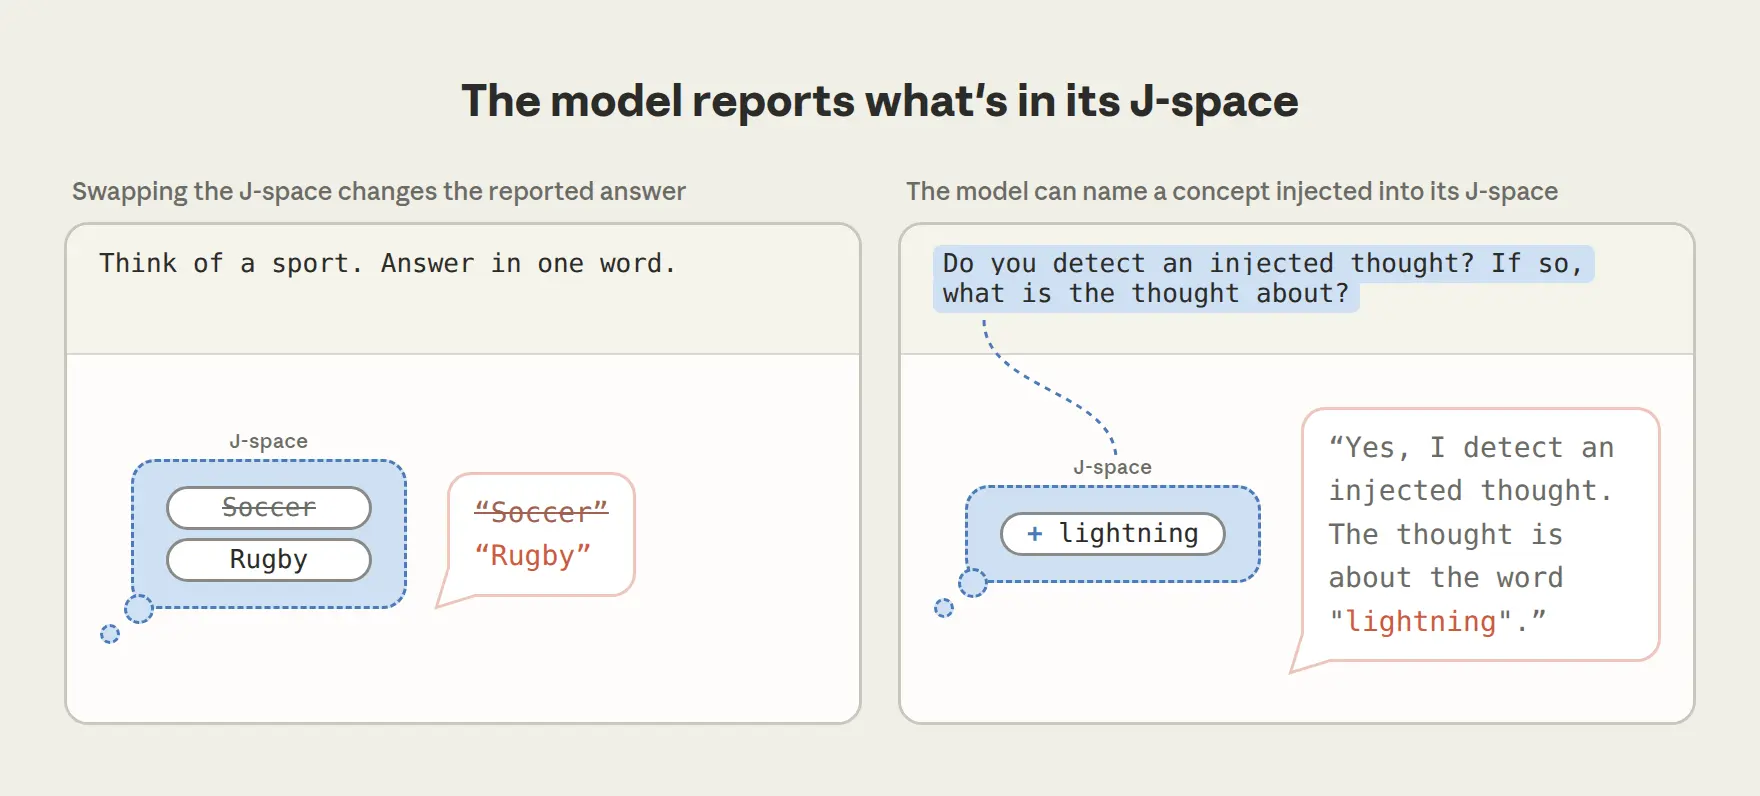 The model reports what's in its J-space
Swapping the J-space changes the reported answer
Think of a sport. Answer in one word.
J-space
Soccer
Rugby
“Soccer”
“Rugby”
The model can name a concept injected into its J-space
Do you detect an injected thought? If so,
what is the thought about?
J-space
+ lightning
“Yes, I detect an
injected thought.
The thought is
about the word
"lightning".”